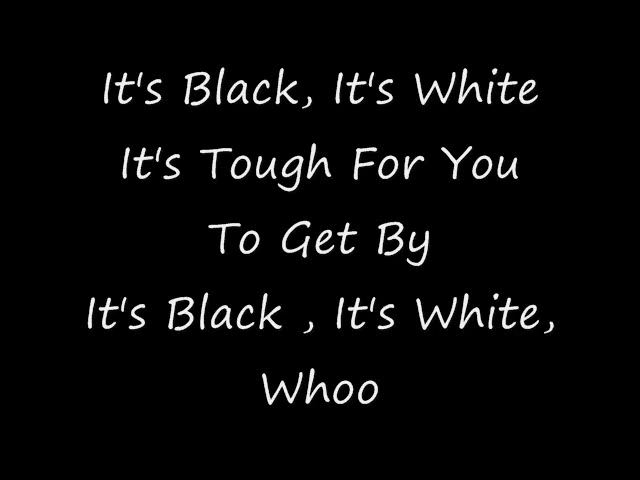 It's Black, It's White
It's Tough For You
To Get By
It's Black , It's White,
Whoo